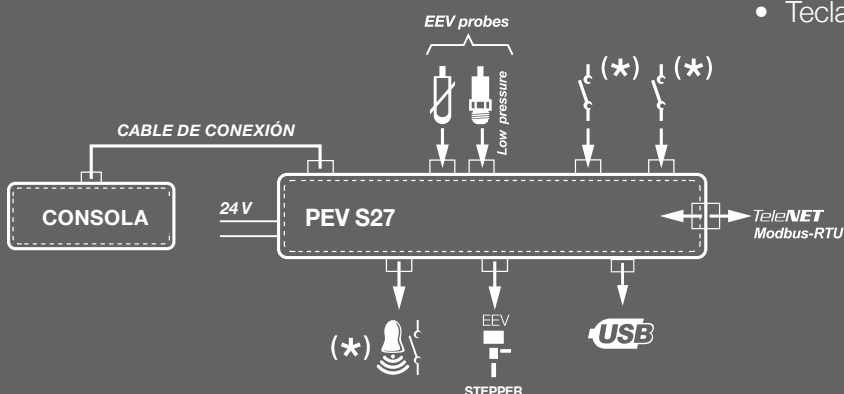 • Tecla
EEV probes
Low pressure
(*)
(*)
CABLE DE CONEXIÓN
CONSOLA
24 V
PEV S27
TeleNET
Modbus-RTU
(*)
EEV
STEPPER
USB